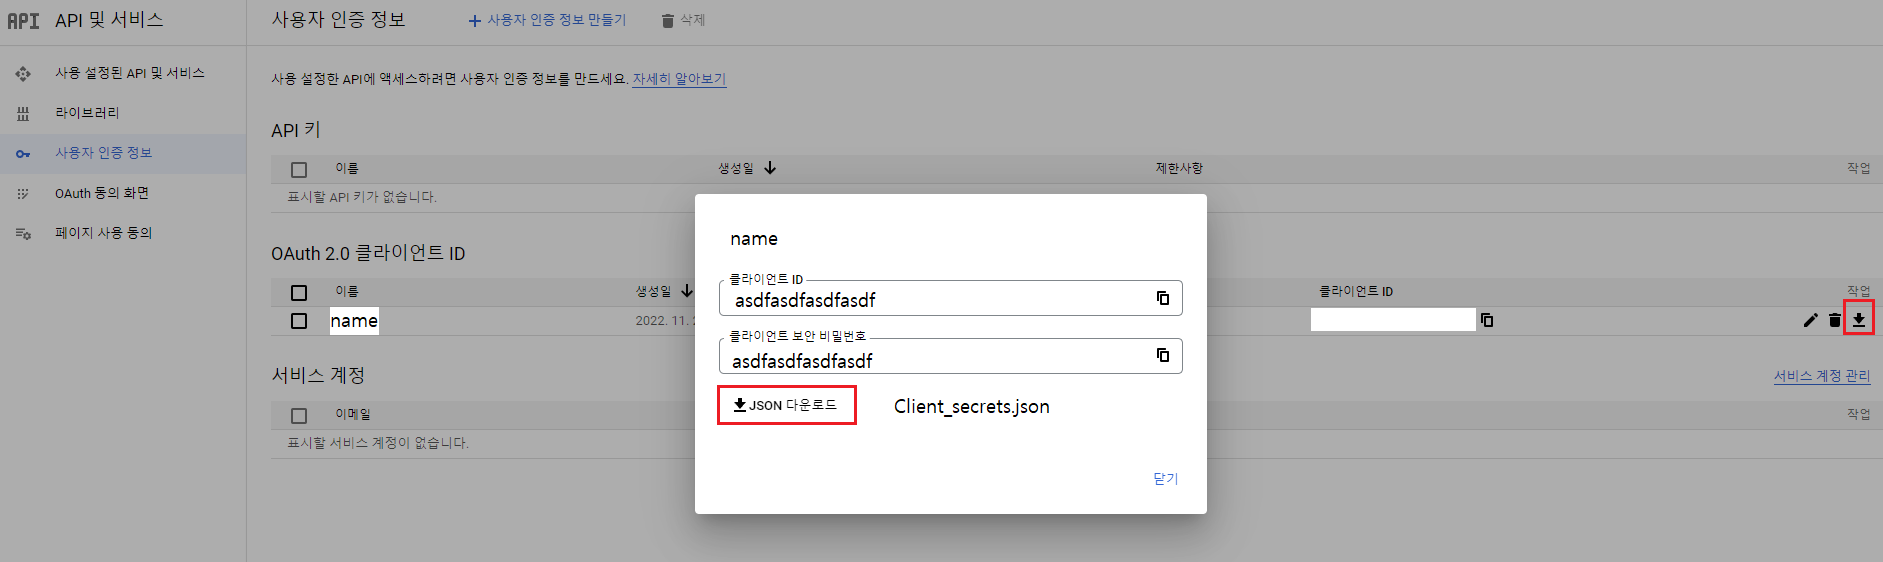 API API 및 서비스
사용자 인증 정보
사용자 인증 정보 만들기
삭제
사용 설정된 API 및 서비스
라이브러리
사용자 인증 정보
OAuth 동의 화면
페이지 사용 동의
사용 설정한 API에 액세스하려면 사용자 인증 정보를 만드세요. 자세히 알아보기
API 키
이름 생성일 제한사항 작업
표시할 API 키가 없습니다.
OAuth 2.0 클라이언트 ID
이름 생성일 클라이언트 ID 작업
name 2022. 11. 2
서비스 계정
서비스 계정 관리
이메일 작업
표시할 서비스 계정이 없습니다.
name
클라이언트 ID
asdfasdfasdfasdf
클라이언트 보안 비밀번호
asdfasdfasdfasdf
JSON 다운로드 Client_secrets.json
닫기